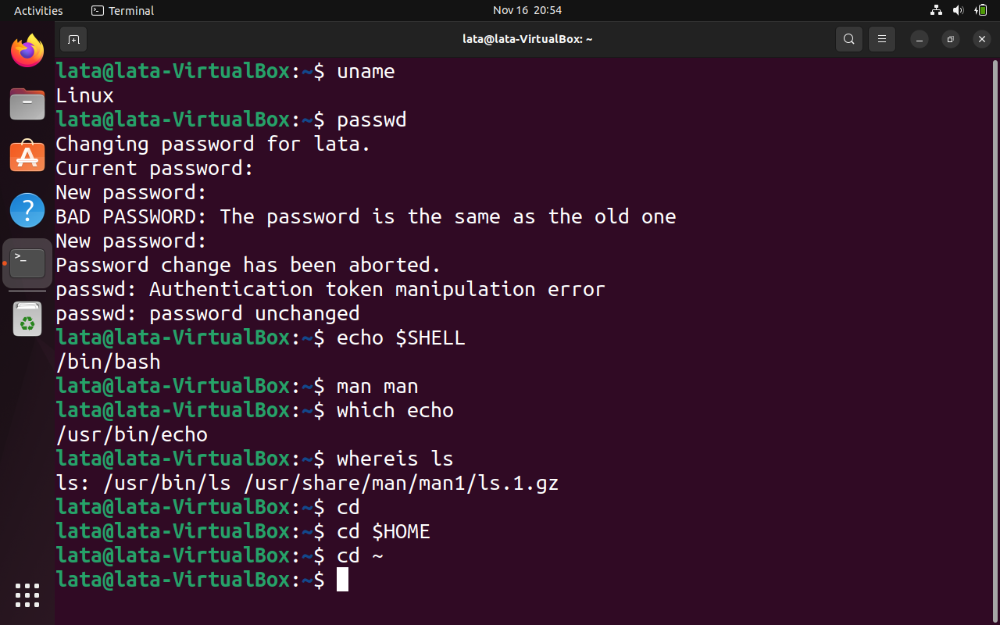 Activities Terminal Nov 16 20:54
lata@lata-VirtualBox: ~
lata@lata-VirtualBox:~$ uname
Linux
lata@lata-VirtualBox:~$ passwd
Changing password for lata.
Current password:
New password:
BAD PASSWORD: The password is the same as the old one
New password:
Password change has been aborted.
passwd: Authentication token manipulation error
passwd: password unchanged
lata@lata-VirtualBox:~$ echo $SHELL
/bin/bash
lata@lata-VirtualBox:~$ man man
lata@lata-VirtualBox:~$ which echo
/usr/bin/echo
lata@lata-VirtualBox:~$ whereis ls
ls: /usr/bin/ls /usr/share/man/man1/ls.1.gz
lata@lata-VirtualBox:~$ cd
lata@lata-VirtualBox:~$ cd $HOME
lata@lata-VirtualBox:~$ cd ~
lata@lata-VirtualBox:~$